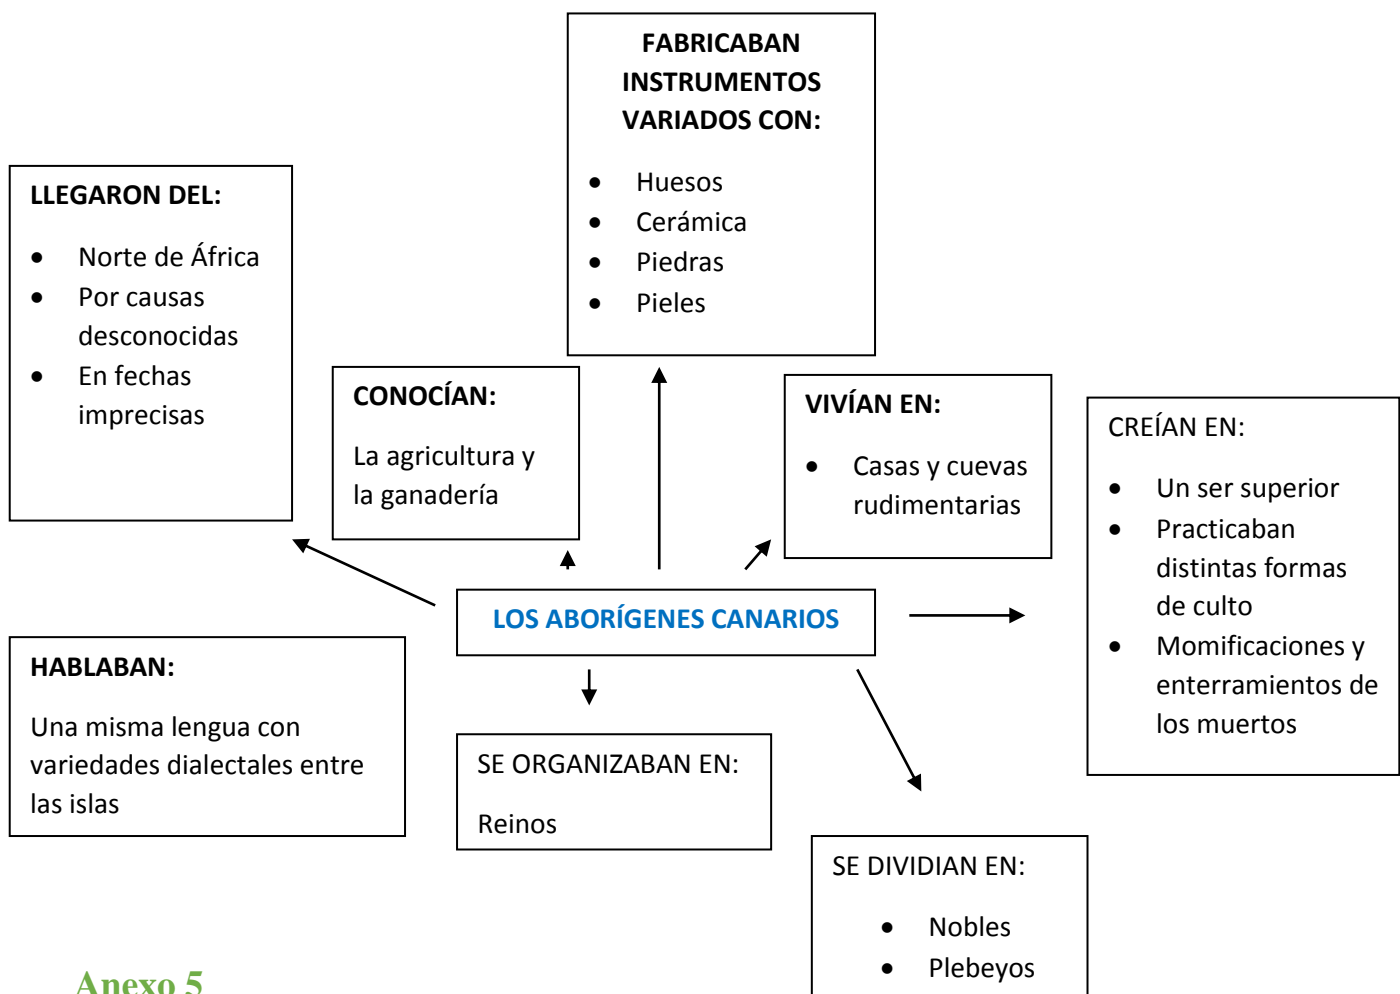 FABRICABAN
INSTRUMENTOS
VARIADOS CON:
• Huesos
• Cerámica
• Piedras
• Pieles
LLEGARON DEL:
• Norte de África
• Por causas
desconocidas
• En fechas
imprecisas
CONOCÍAN:
La agricultura y
la ganadería
VIVÍAN EN:
• Casas y cuevas
rudimentarias
CREÍAN EN:
• Un ser superior
• Practicaban
distintas formas
de culto
• Momificaciones y
enterramientos de
los muertos
LOS ABORÍGENES CANARIOS
HABLABAN:
Una misma lengua con
variedades dialectales entre
las islas
SE ORGANIZABAN EN:
Reinos
SE DIVIDIAN EN:
• Nobles
• Plebeyos
Anexo 5